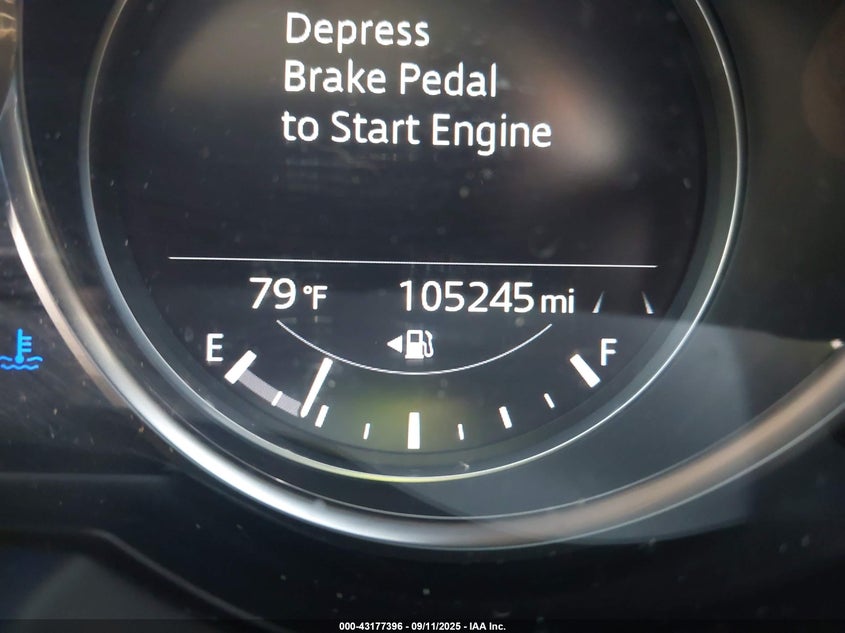 Depress
Brake Pedal
to Start Engine
79 °F 105245 mi
E F
000-43177396 - 09/11/2025 - IAA Inc.